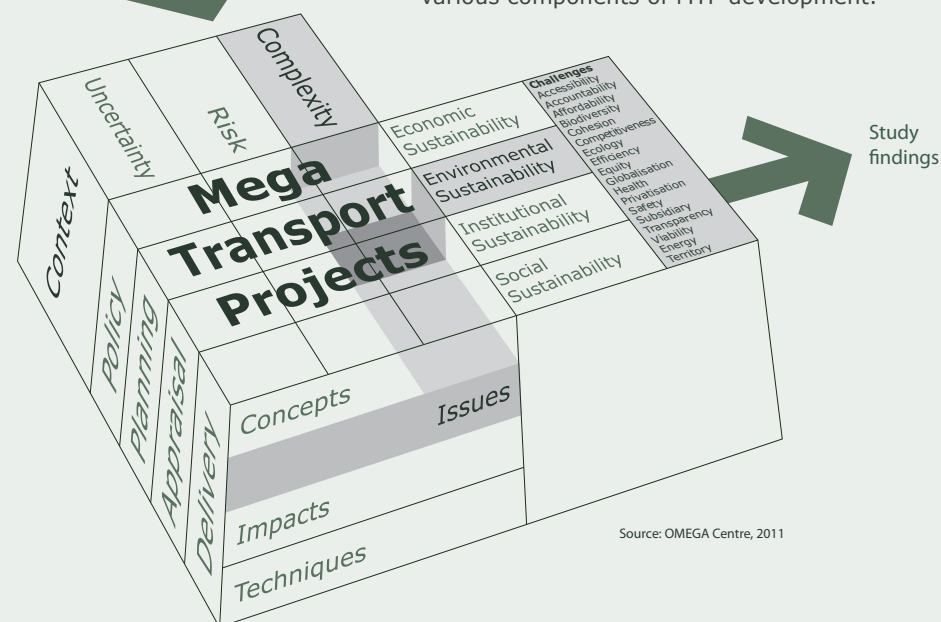 various components of MTP development.
Complexity
Uncertainty
Risk
Context
Mega
Transport
Projects
Economic
Sustainability
Environmental
Sustainability
Institutional
Sustainability
Social
Sustainability
Challenges
Accessibility
Accountability
Affordability
Biodiversity
Cohesion
Competitiveness
Ecology
Efficiency
Equity
Globalisation
Health
Privatisation
Safety
Subsidiary
Transparency
Viability
Energy
Territory
Study
findings
Policy
Planning
Appraisal
Delivery
Concepts
Issues
Impacts
Techniques
Source: OMEGA Centre, 2011